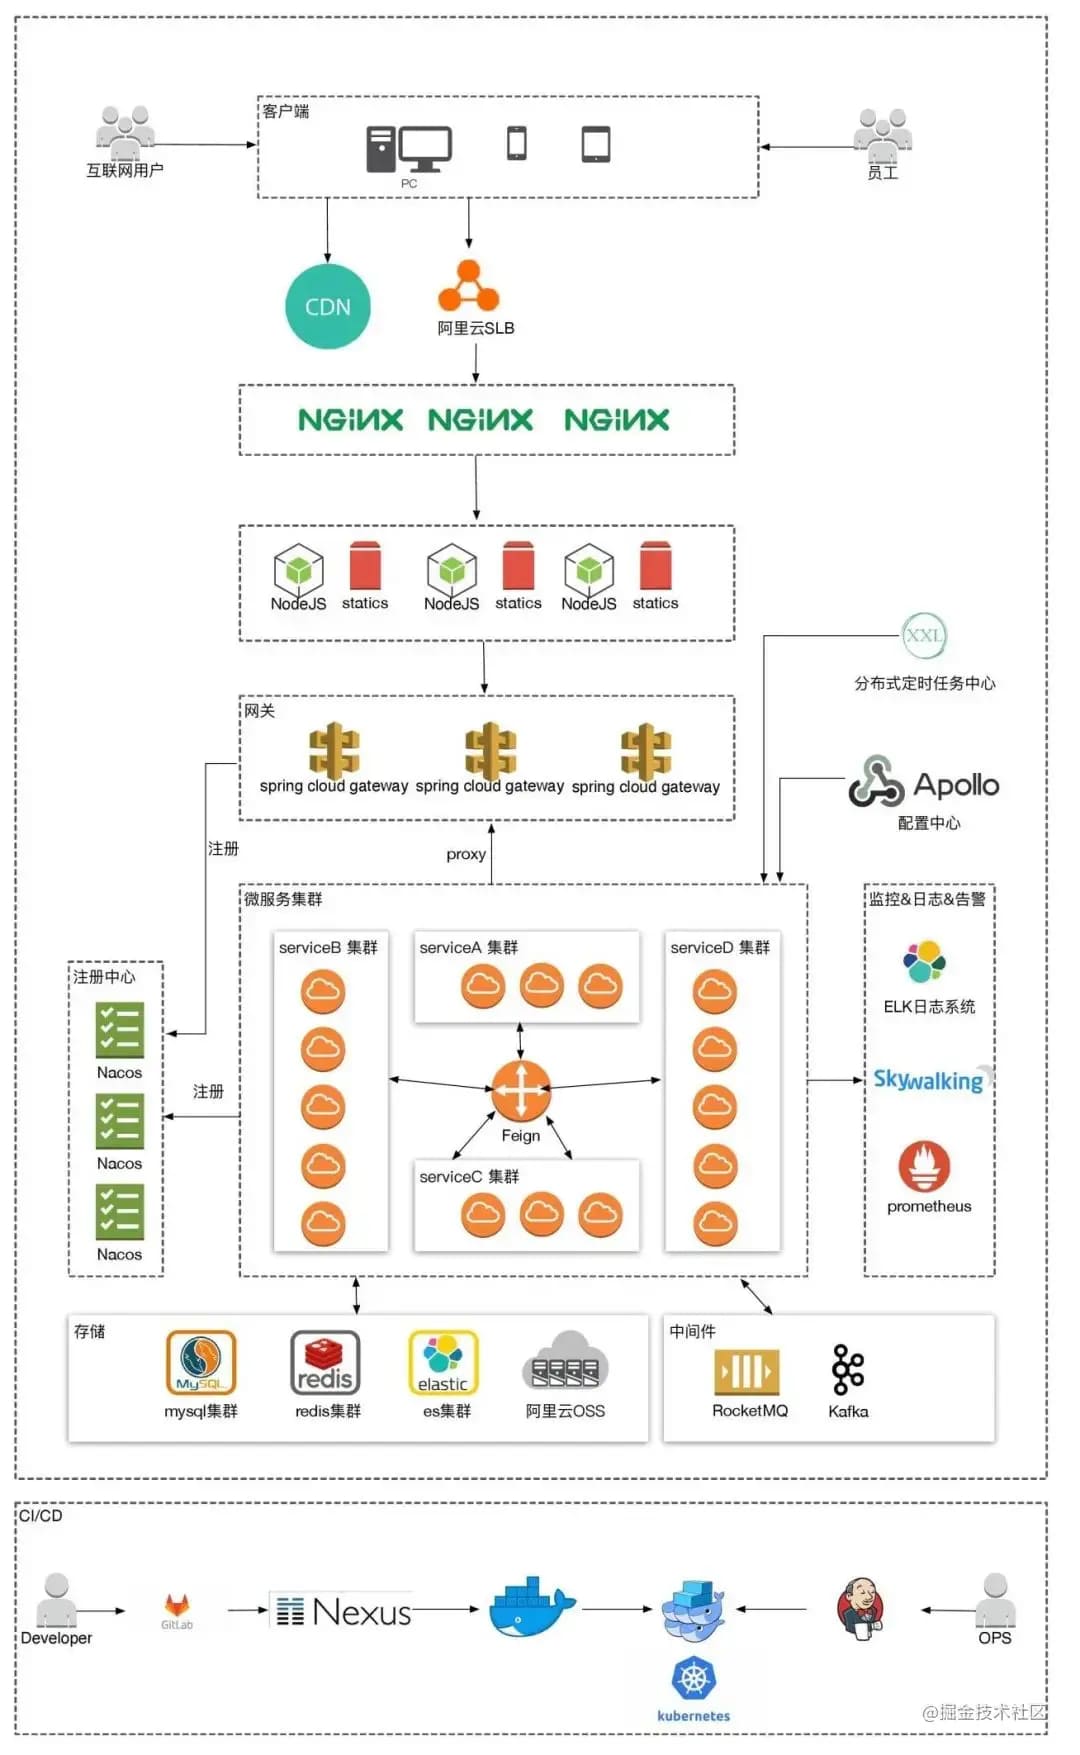 客户端
互联网用户
PC
员工
CDN
阿里云SLB
NGINX NGINX NGINX
NodeJS statics NodeJS statics NodeJS statics
XXL
分布式定时任务中心
网关
spring cloud gateway spring cloud gateway spring cloud gateway
Apollo
配置中心
注册
proxy
微服务集群
监控&日志&告警
serviceB 集群
serviceA 集群
serviceD 集群
注册中心
Nacos
Nacos
Nacos
注册
Feign
serviceC 集群
ELK日志系统
Skywalking
prometheus
存储
MySQL
redis
elastic
mysql集群
redis集群
es集群
阿里云OSS
中间件
RocketMQ
Kafka
CI/CD
Developer
GitLab
Nexus
OPS
kubernetes
@掘金技术社区